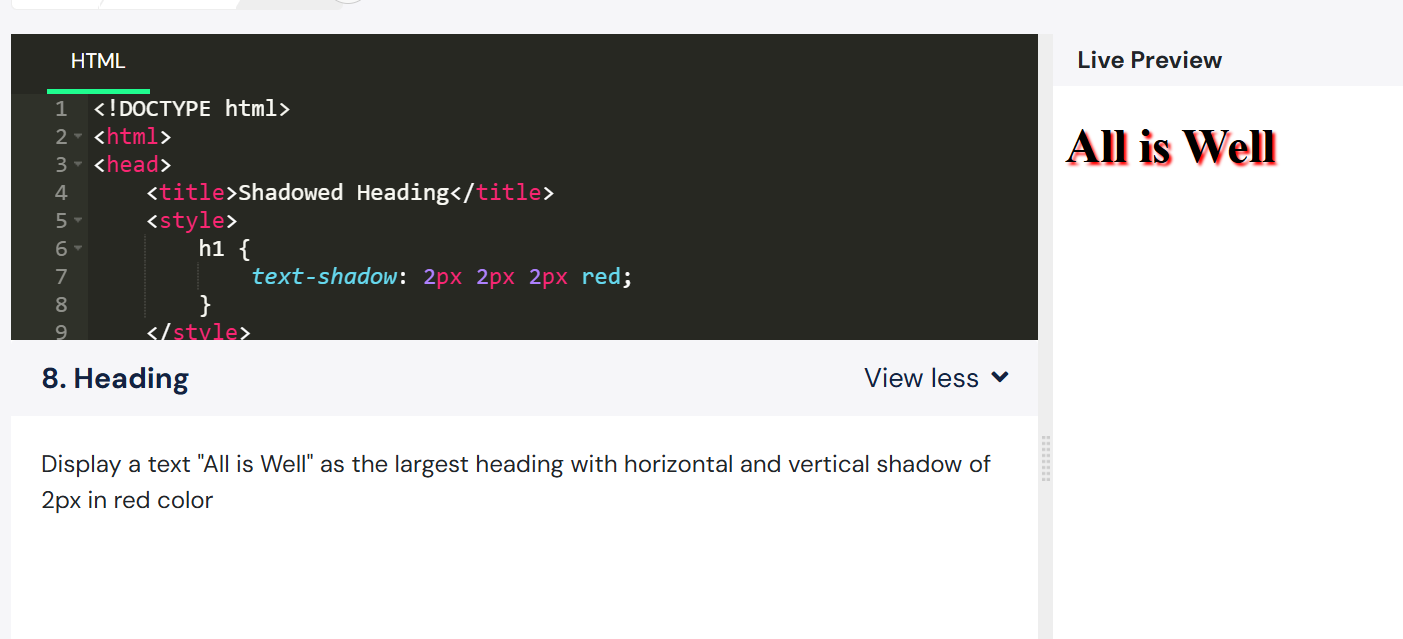 HTML
1 <!DOCTYPE html>
2 <html>
3 <head>
4     <title>Shadowed Heading</title>
5     <style>
6         h1 {
7             text-shadow: 2px 2px 2px red;
8         }
9     </style>
8. Heading
View less
Display a text "All is Well" as the largest heading with horizontal and vertical shadow of
2px in red color
Live Preview
All is Well